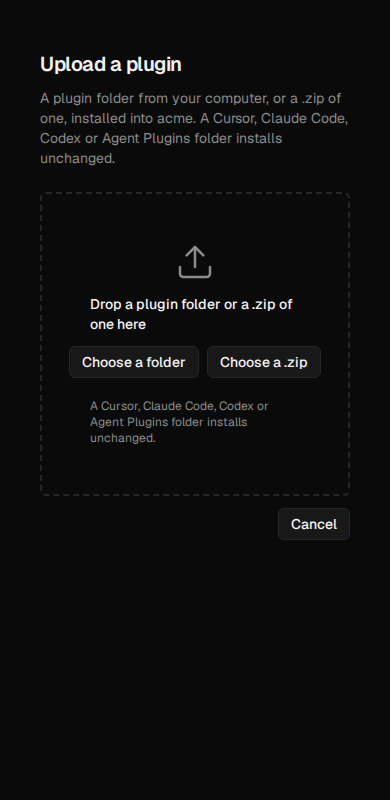 Upload a plugin
A plugin folder from your computer, or a .zip of
one, installed into acme. A Cursor, Claude Code,
Codex or Agent Plugins folder installs
unchanged.
Drop a plugin folder or a .zip of
one here
Choose a folder
Choose a .zip
A Cursor, Claude Code, Codex or
Agent Plugins folder installs
unchanged.
Cancel